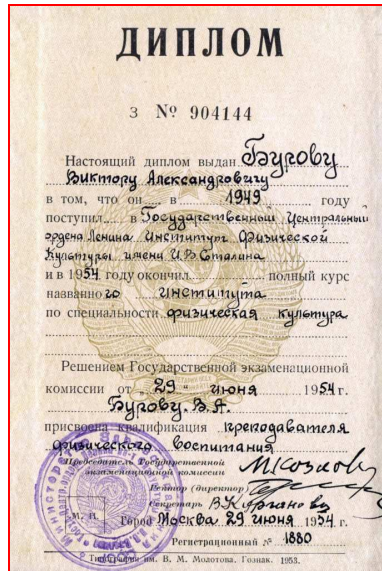 ДИПЛОМ
З № 904144
Настоящий диплом выдан Бугрову
Виктору Александровичу
в том, что он в 1949 году
поступил в Государственный Центральный
ордена Ленина Институт Физической
Культуры имени И.В. Сталина
и в 1954 году окончил полный курс
названного института
по специальности физическая культура
Решением Государственной экзаменационной
комиссии от 29 июня 1954 г.
Бугрову. В.А.
присвоена квалификация преподавателя
физического воспитания
Председатель Государственной
экзаменационной комиссии
Ректор (директор)
Секретарь
М. П.
Город Москва 29 июня 1954 г.
Регистрационный № 1880
Типография им. В. М. Молотова. Гознак. 1953.